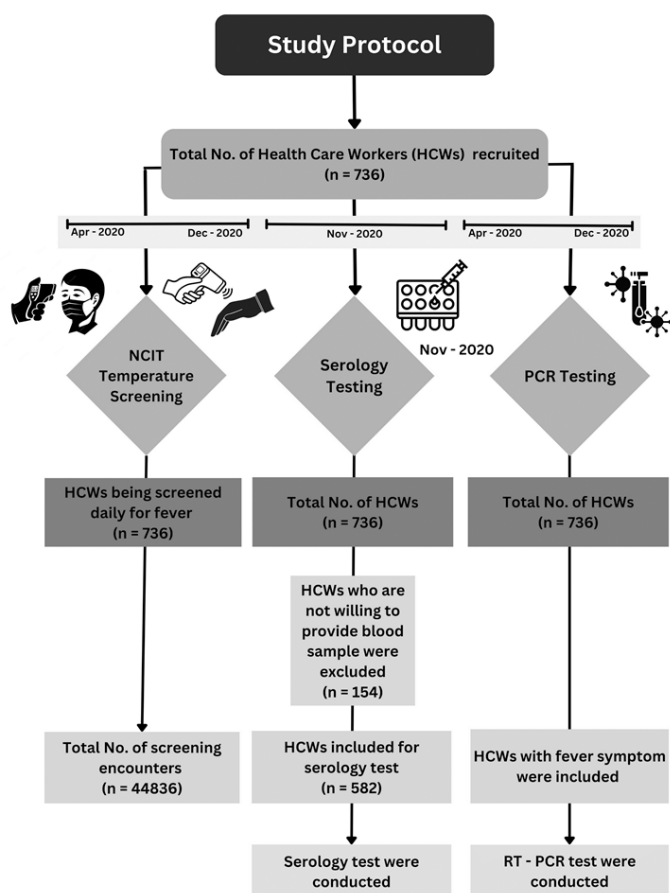 Study Protocol
Total No. of Health Care Workers (HCWs) recruited
(n = 736)
Apr - 2020
Dec - 2020
Nov - 2020
Apr - 2020
Dec - 2020
Nov - 2020
NCIT
Temperature
Screening
Serology
Testing
PCR Testing
HCWs being screened
daily for fever
(n = 736)
Total No. of HCWs
(n = 736)
Total No. of HCWs
(n = 736)
HCWs who are
not willing to
provide blood
sample were
excluded
(n = 154)
Total No. of screening
encounters
(n = 44836)
HCWs included for
serology test
(n = 582)
HCWs with fever symptom
were included
Serology test were
conducted
RT - PCR test were
conducted